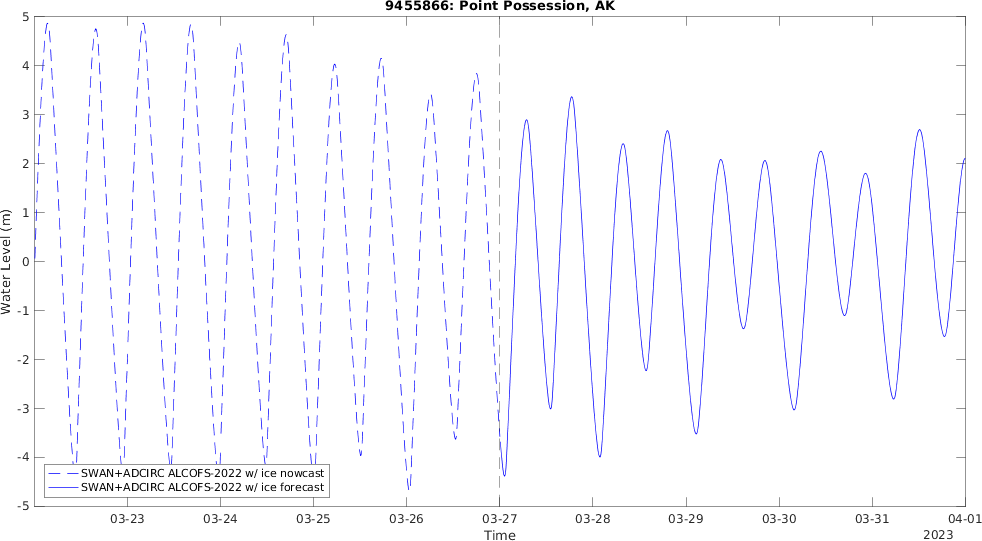 9455866: Point Possession, AK
5
4
3
2
1
0
-1
-2
-3
-4
-5
Water Level (m)
SWAN+ADCIRC ALCOFS-2022 w/ ice nowcast
SWAN+ADCIRC ALCOFS-2022 w/ ice forecast
03-23 03-24 03-25 03-26 03-27 03-28 03-29 03-30 03-31 04-01
Time
2023